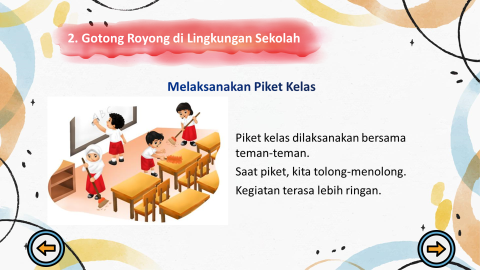 2. Gotong Royong di Lingkungan Sekolah
Melaksanakan Piket Kelas
Piket kelas dilaksanakan bersama
teman-teman.
Saat piket, kita tolong-menolong.
Kegiatan terasa lebih ringan.